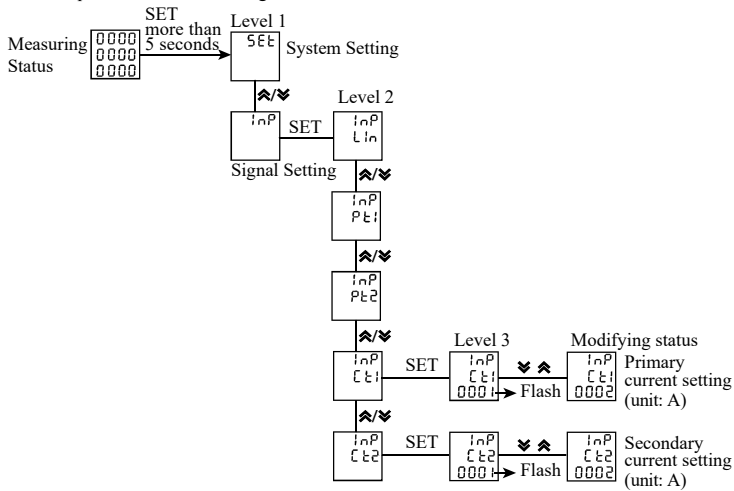 SET
more than
5 seconds
Level 1
Measuring
Status
0000
0000
0000
SEt
System Setting
InP
SET
Level 2
InP
LIn
Signal Setting
InP
Pt1
InP
Pt2
InP
Ct1
SET
Level 3
InP
Ct1
0001
Flash
Modifying status
InP
Ct1
0002
Primary
current setting
(unit: A)
InP
Ct2
SET
InP
Ct2
0001
Flash
InP
Ct2
0002
Secondary
current setting
(unit: A)